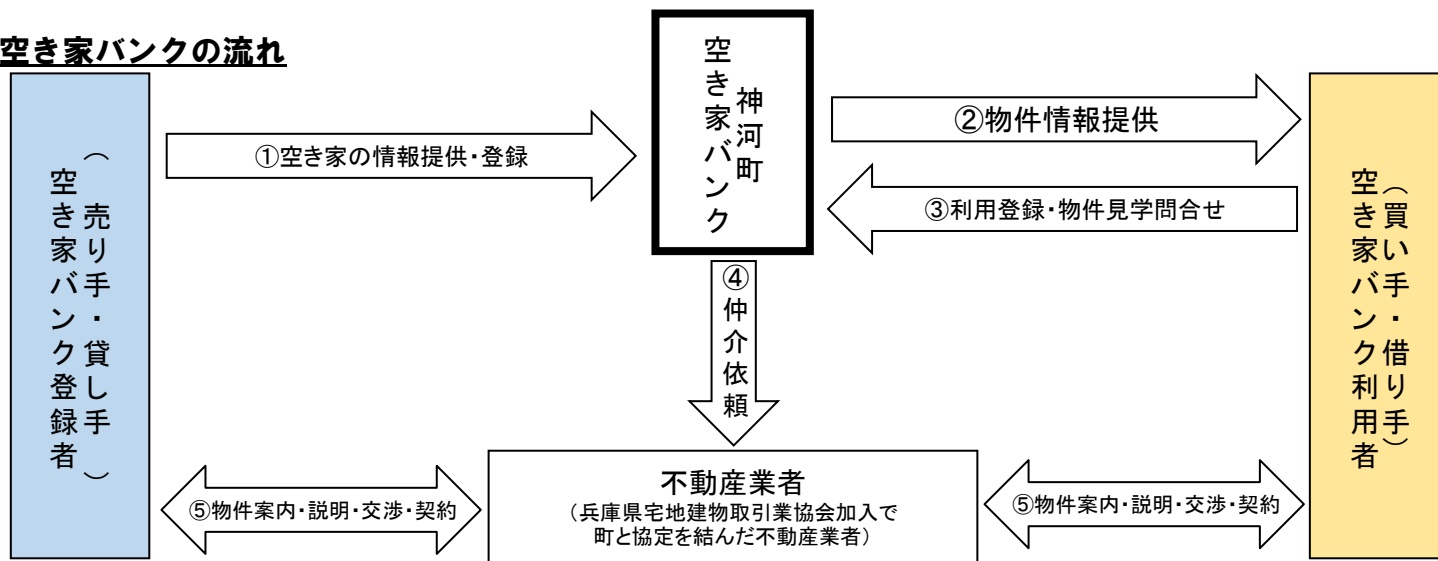 空き家バンクの流れ
空き家バンク登録者
(売り手・貸し手)
①空き家の情報提供・登録
神河町
空き家バンク
②物件情報提供
③利用登録・物件見学問合せ
(買い手・借り手)
空き家バンク利用者
④仲介依頼
⑤物件案内・説明・交渉・契約
不動産業者
(兵庫県宅地建物取引業協会加入で
町と協定を結んだ不動産業者)
⑤物件案内・説明・交渉・契約